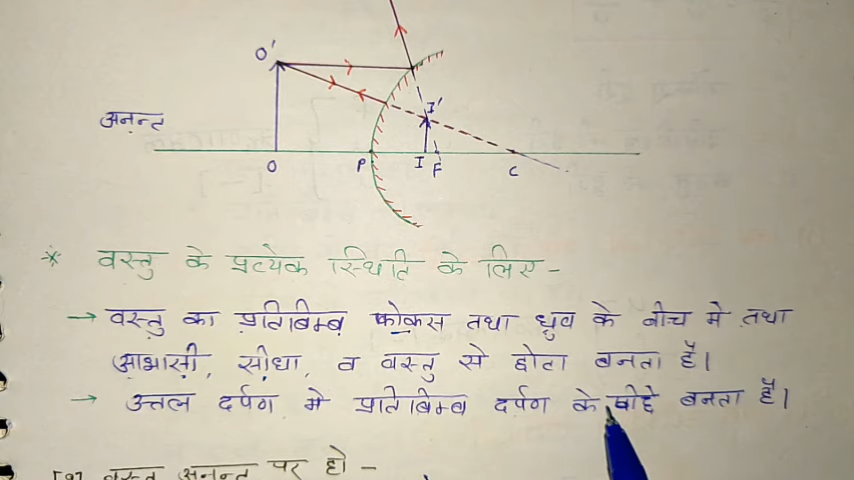 O'
I'
अनन्त
O P I F C
* वस्तु के प्रत्येक स्थिति के लिए -
→ वस्तु का प्रतिबिम्ब फोकस तथा ध्रुव के बीच मे तथा
आभासी, सीधा, व वस्तु से छोटा बनता है।
→ उत्तल दर्पण मे प्रतिबिम्ब दर्पण के पीछे बनता है।
वस्तु अनन्त पर हो -